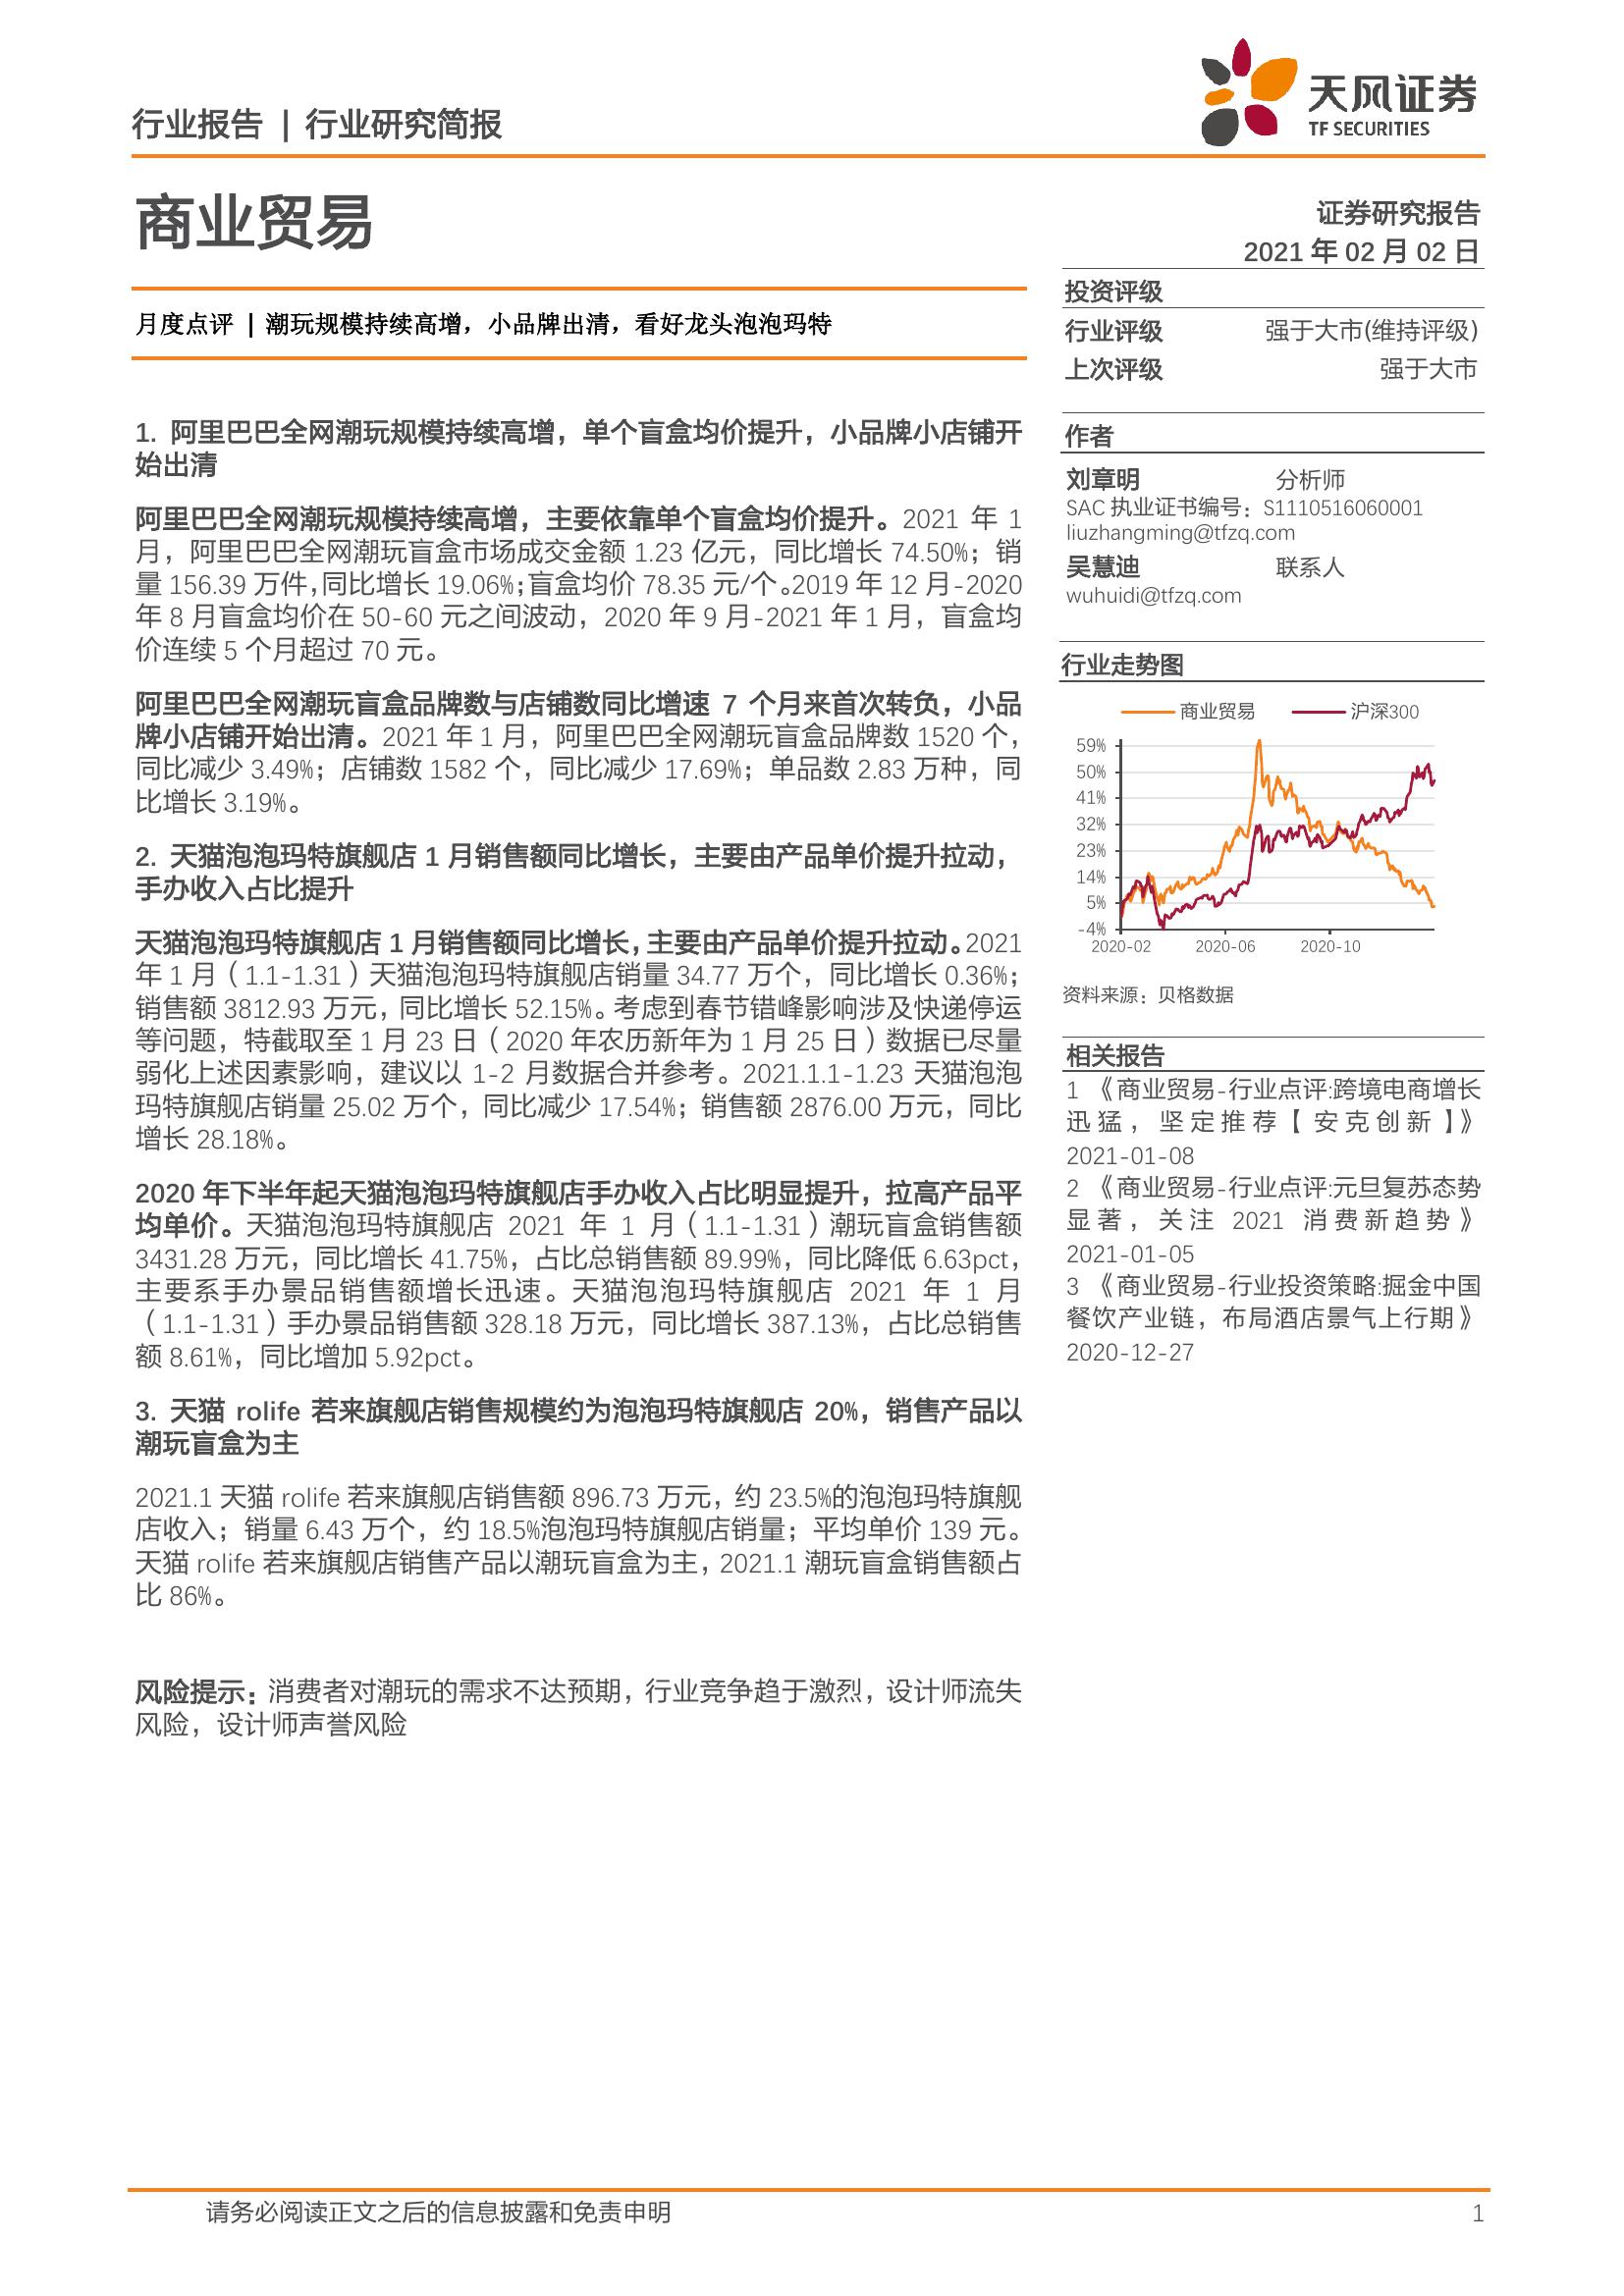 行业报告 | 行业研究简报
天风证券
TF SECURITIES
商业贸易
证券研究报告
2021 年 02 月 02 日
月度点评 | 潮玩规模持续高增，小品牌出清，看好龙头泡泡玛特
1. 阿里巴巴全网潮玩规模持续高增，单个盲盒均价提升，小品牌小店铺开
始出清
阿里巴巴全网潮玩规模持续高增，主要依靠单个盲盒均价提升。2021 年 1
月，阿里巴巴全网潮玩盲盒市场成交金额 1.23 亿元，同比增长 74.50%；销
量 156.39 万件，同比增长 19.06%；盲盒均价 78.35 元/个。2019 年 12 月-2020
年 8 月盲盒均价在 50-60 元之间波动，2020 年 9 月-2021 年 1 月，盲盒均
价连续 5 个月超过 70 元。
阿里巴巴全网潮玩盲盒品牌数与店铺数同比增速 7 个月来首次转负，小品
牌小店铺开始出清。2021 年 1 月，阿里巴巴全网潮玩盲盒品牌数 1520 个，
同比减少 3.49%；店铺数 1582 个，同比减少 17.69%；单品数 2.83 万种，同
比增长 3.19%。
2. 天猫泡泡玛特旗舰店 1 月销售额同比增长，主要由产品单价提升拉动，
手办收入占比提升
天猫泡泡玛特旗舰店 1 月销售额同比增长，主要由产品单价提升拉动。2021
年 1 月（1.1-1.31）天猫泡泡玛特旗舰店销量 34.77 万个，同比增长 0.36%；
销售额 3812.93 万元，同比增长 52.15%。考虑到春节错峰影响涉及快递停运
等问题，特截取至 1 月 23 日（2020 年农历新年为 1 月 25 日）数据已尽量
弱化上述因素影响，建议以 1-2 月数据合并参考。2021.1.1-1.23 天猫泡泡
玛特旗舰店销量 25.02 万个，同比减少 17.54%；销售额 2876.00 万元，同比
增长 28.18%。
2020 年下半年起天猫泡泡玛特旗舰店手办收入占比明显提升，拉高产品平
均单价。天猫泡泡玛特旗舰店 2021 年 1 月（1.1-1.31）潮玩盲盒销售额
3431.28 万元，同比增长 41.75%，占比总销售额 89.99%，同比降低 6.63pct，
主要系手办景品销售额增长迅速。天猫泡泡玛特旗舰店 2021 年 1 月
（1.1-1.31）手办景品销售额 328.18 万元，同比增长 387.13%，占比总销售
额 8.61%，同比增加 5.92pct。
3. 天猫 rolife 若来旗舰店销售规模约为泡泡玛特旗舰店 20%，销售产品以
潮玩盲盒为主
2021.1 天猫 rolife 若来旗舰店销售额 896.73 万元，约 23.5%的泡泡玛特旗舰
店收入；销量 6.43 万个，约 18.5%泡泡玛特旗舰店销量；平均单价 139 元。
天猫 rolife 若来旗舰店销售产品以潮玩盲盒为主，2021.1 潮玩盲盒销售额占
比 86%。
风险提示：消费者对潮玩的需求不达预期，行业竞争趋于激烈，设计师流失
风险，设计师声誉风险
投资评级
行业评级 强于大市(维持评级)
上次评级 强于大市
作者
刘章明 分析师
SAC 执业证书编号：S1110516060001
liuzhangming@tfzq.com
吴慧迪 联系人
wuhuidi@tfzq.com
行业走势图
商业贸易 沪深300
59%
50%
41%
32%
23%
14%
5%
-4%
2020-02 2020-06 2020-10
资料来源：贝格数据
相关报告
1 《商业贸易-行业点评:跨境电商增长
迅猛，坚定推荐【安克创新】》
2021-01-08
2 《商业贸易-行业点评:元旦复苏态势
显著，关注 2021 消费新趋势》
2021-01-05
3 《商业贸易-行业投资策略:掘金中国
餐饮产业链，布局酒店景气上行期》
2020-12-27
请务必阅读正文之后的信息披露和免责申明 1